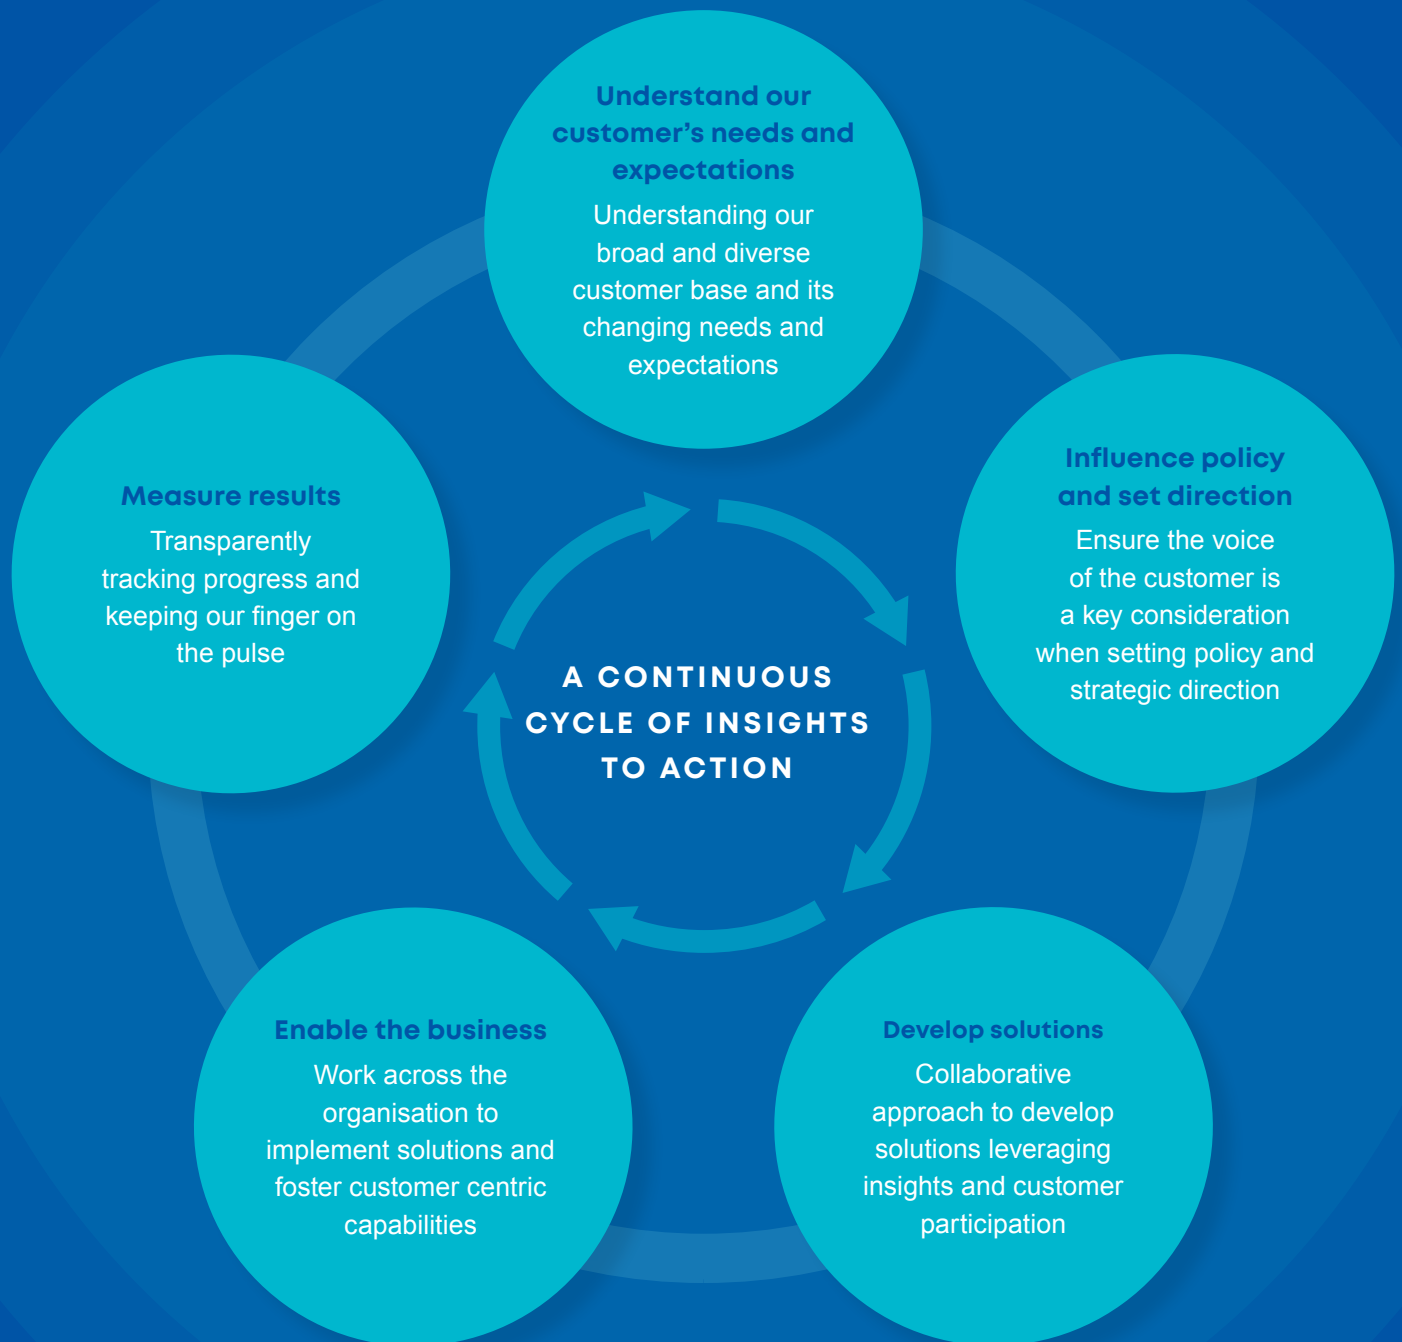 Understand our
customer’s needs and
expectations
Understanding our
broad and diverse
customer base and its
changing needs and
expectations
Influence policy
and set direction
Ensure the voice
of the customer is
a key consideration
when setting policy and
strategic direction
Develop solutions
Collaborative
approach to develop
solutions leveraging
insights and customer
participation
Enable the business
Work across the
organisation to
implement solutions and
foster customer centric
capabilities
Measure results
Transparently
tracking progress and
keeping our finger on
the pulse
A CONTINUOUS
CYCLE OF INSIGHTS
TO ACTION